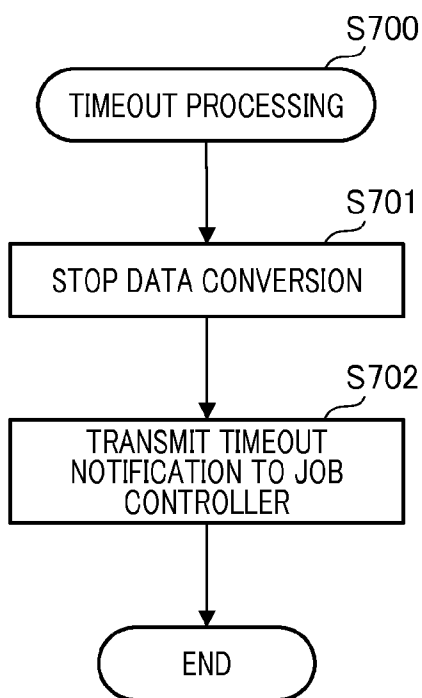 S700
TIMEOUT PROCESSING
S701
STOP DATA CONVERSION
S702
TRANSMIT TIMEOUT
NOTIFICATION TO JOB
CONTROLLER
END